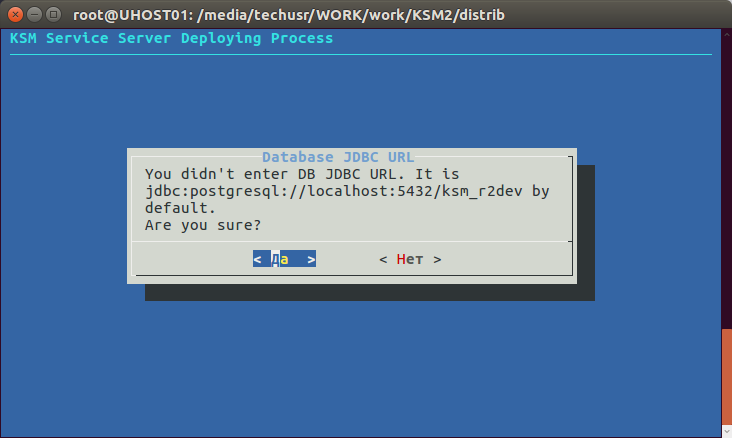 root@UHOST01: /media/techusr/WORK/work/KSM2/distrib
KSM Service Server Deploying Process
Database JDBC URL
You didn't enter DB JDBC URL. It is
jdbc:postgresql://localhost:5432/ksm_r2dev by
default.
Are you sure?
< Да > < Нет >